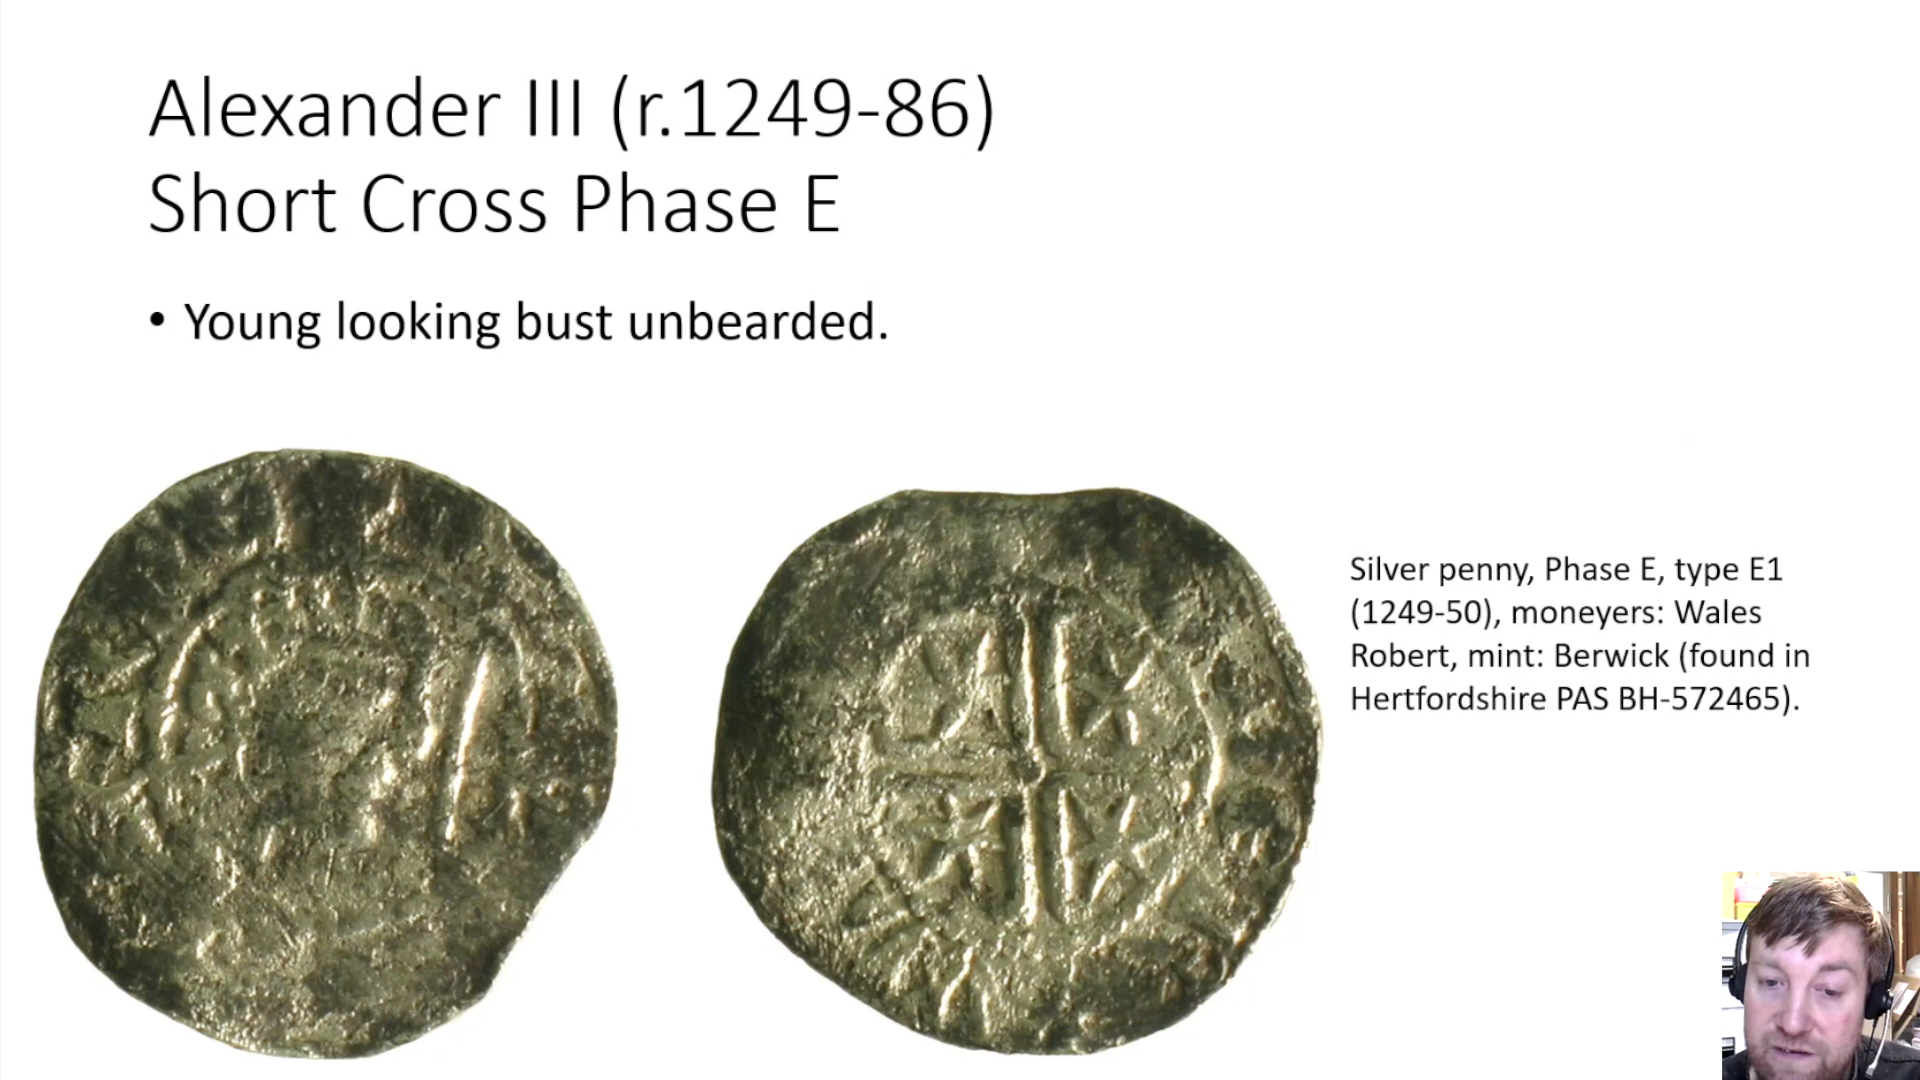 Alexander III (r.1249-86)
Short Cross Phase E
• Young looking bust unbearded.
Silver penny, Phase E, type E1
(1249-50), moneyers: Wales
Robert, mint: Berwick (found in
Hertfordshire PAS BH-572465).